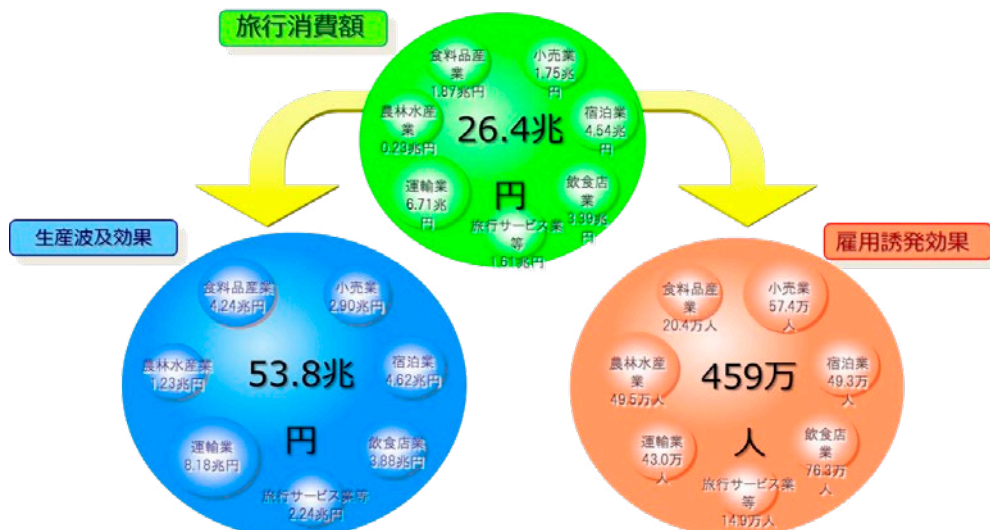 旅行消費額
食料品産
業
1.87兆円
小売業
1.75兆
円
農林水産
業
0.23兆円
26.4兆
円
宿泊業
4.54兆
円
運輸業
6.71兆
円
飲食店
業
3.39兆
円
旅行サービス業
等
1.61兆円
生産波及効果
食料品産業
4.24兆円
小売業
2.90兆円
農林水産業
1.23兆円
53.8兆
円
宿泊業
4.62兆円
運輸業
8.18兆円
飲食店業
3.88兆円
旅行サービス業等
2.24兆円
雇用誘発効果
食料品産
業
20.4万人
小売業
57.4万
人
農林水産
業
49.5万人
459万
人
宿泊業
49.3万
人
運輸業
43.0万
人
飲食店
業
76.3万
人
旅行サービス業
等
14.9万人